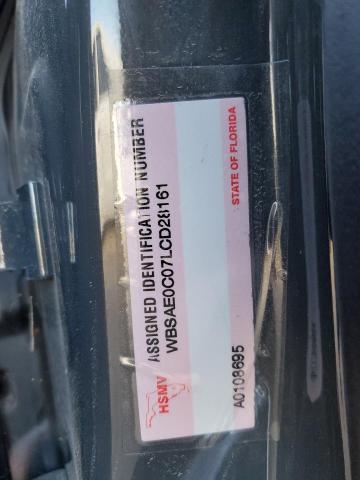 HSMV
ASSIGNED IDENTIFICATION NUMBER
WBSAE0C07LCD28161
A0108695
STATE OF FLORIDA